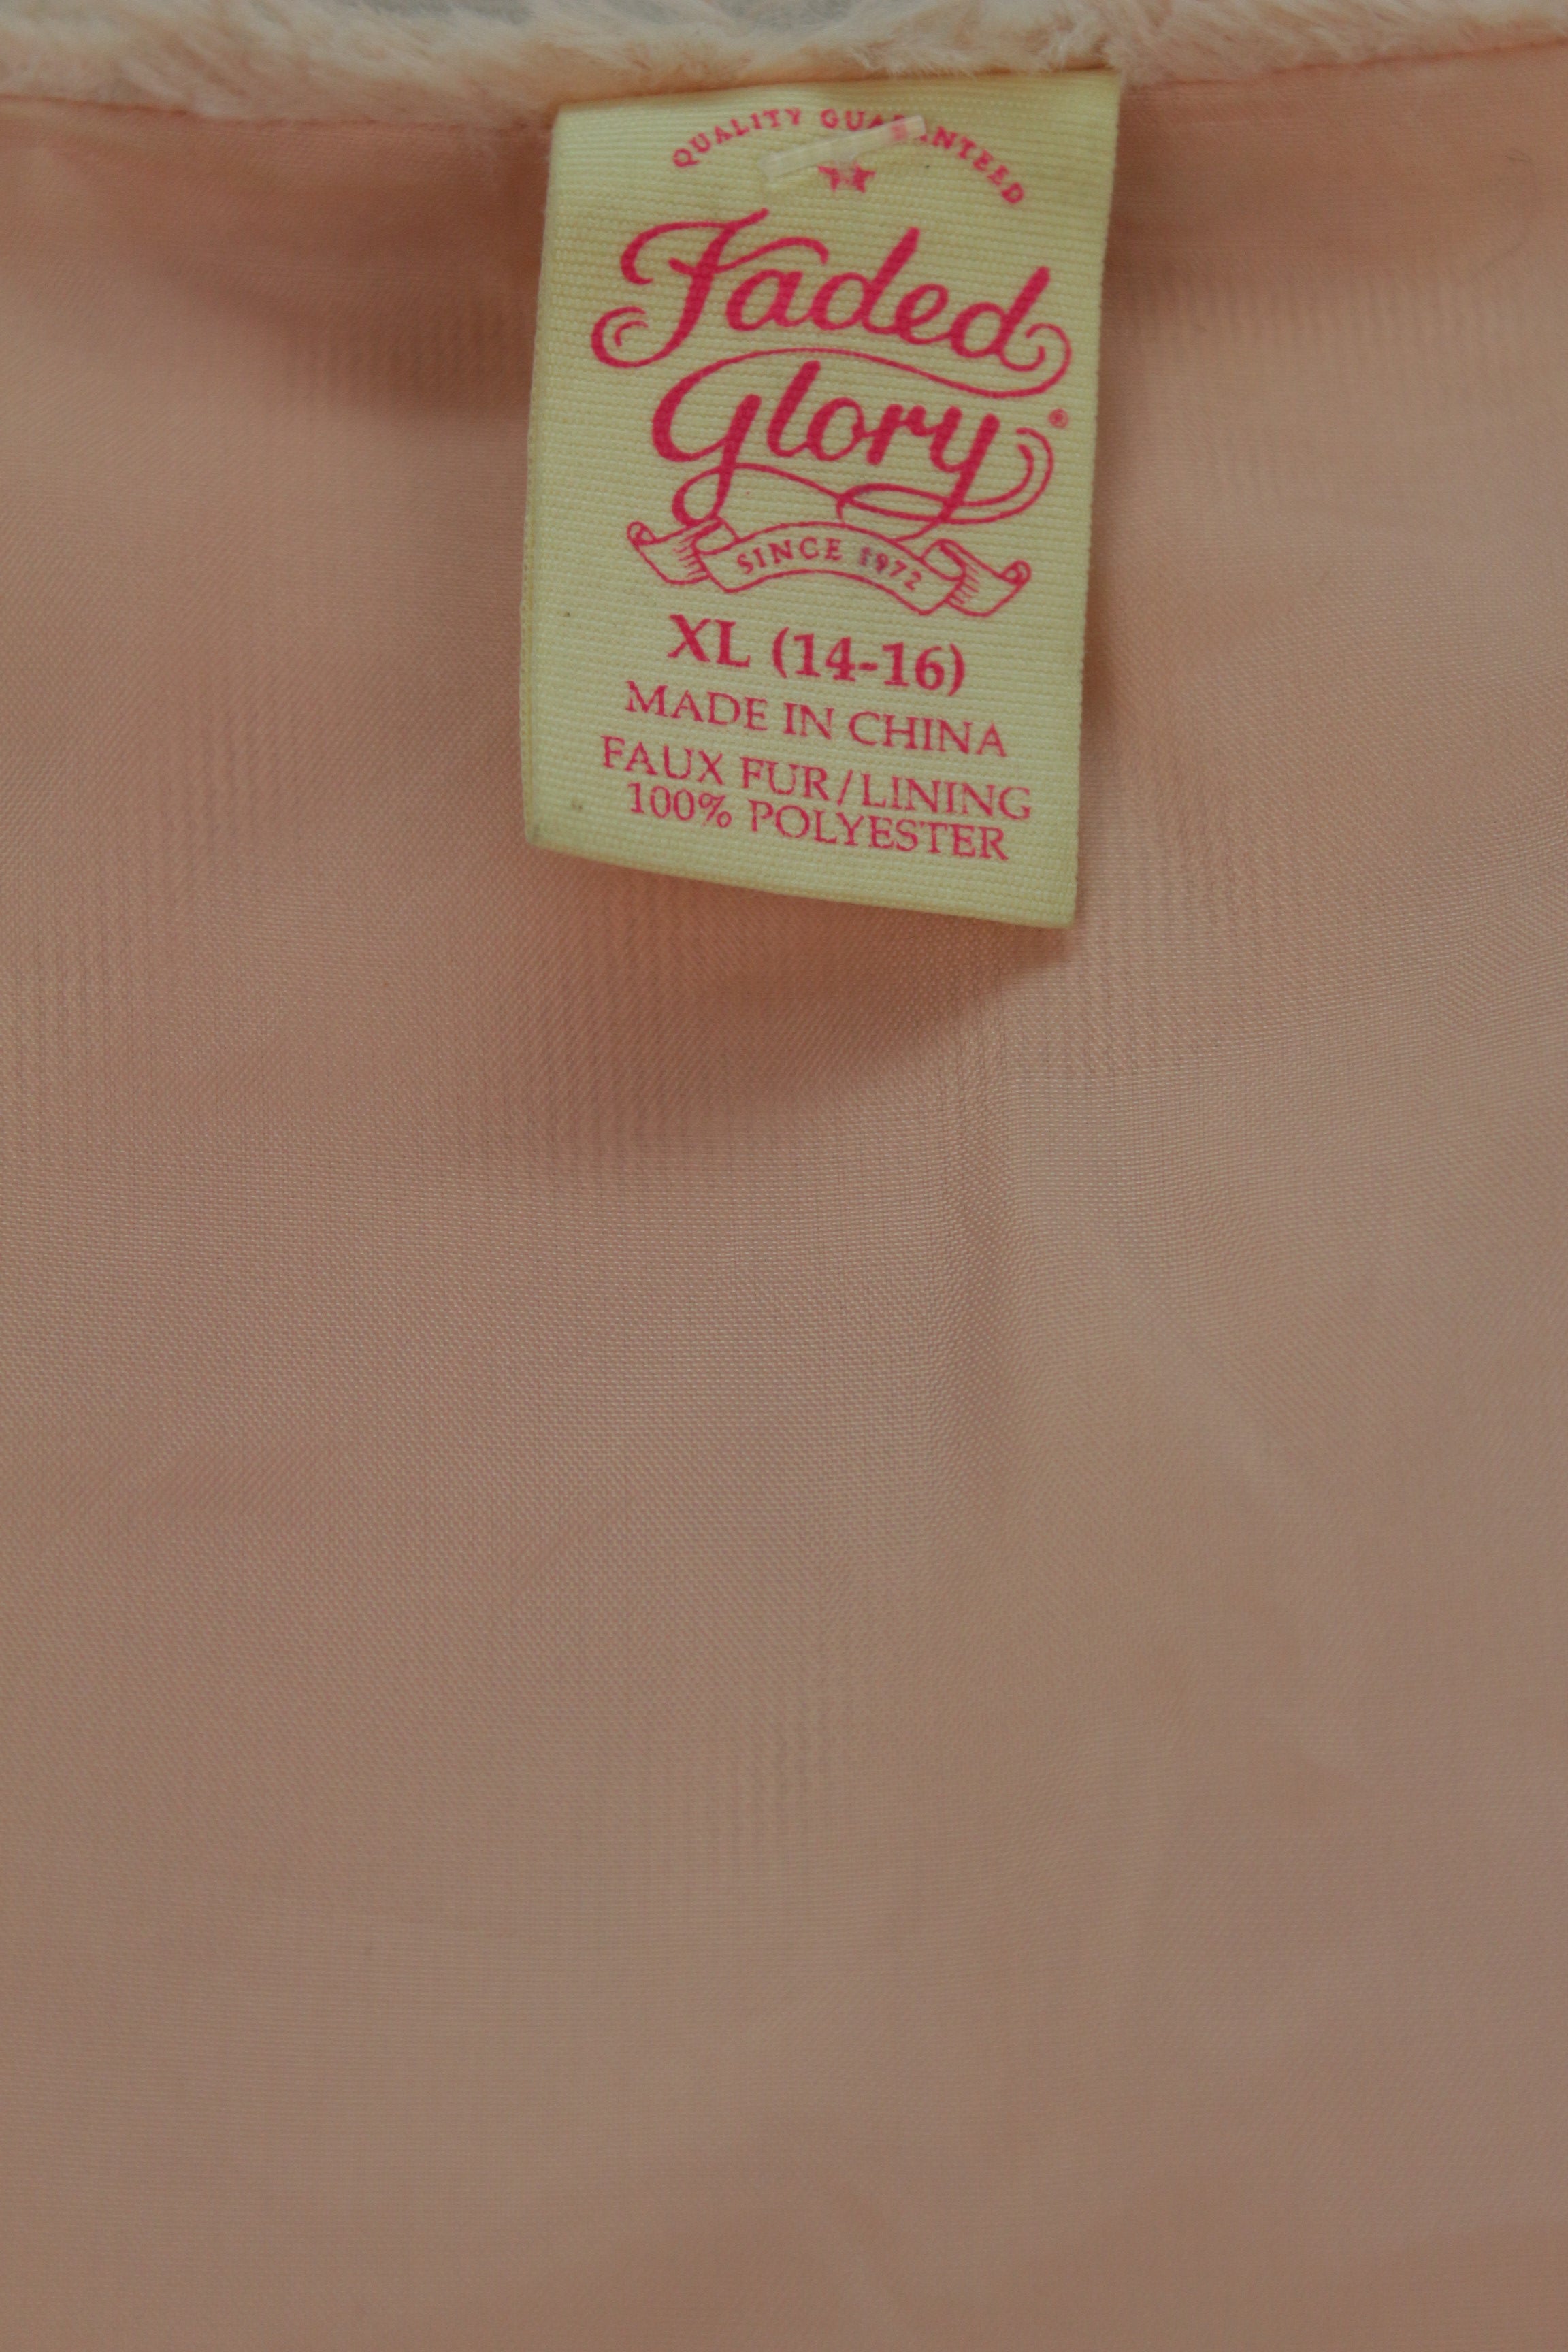 QUALITY GUARANTEED
Faded
Glory®
SINCE 1972
XL (14-16)
MADE IN CHINA
FAUX FUR/LINING
100% POLYESTER